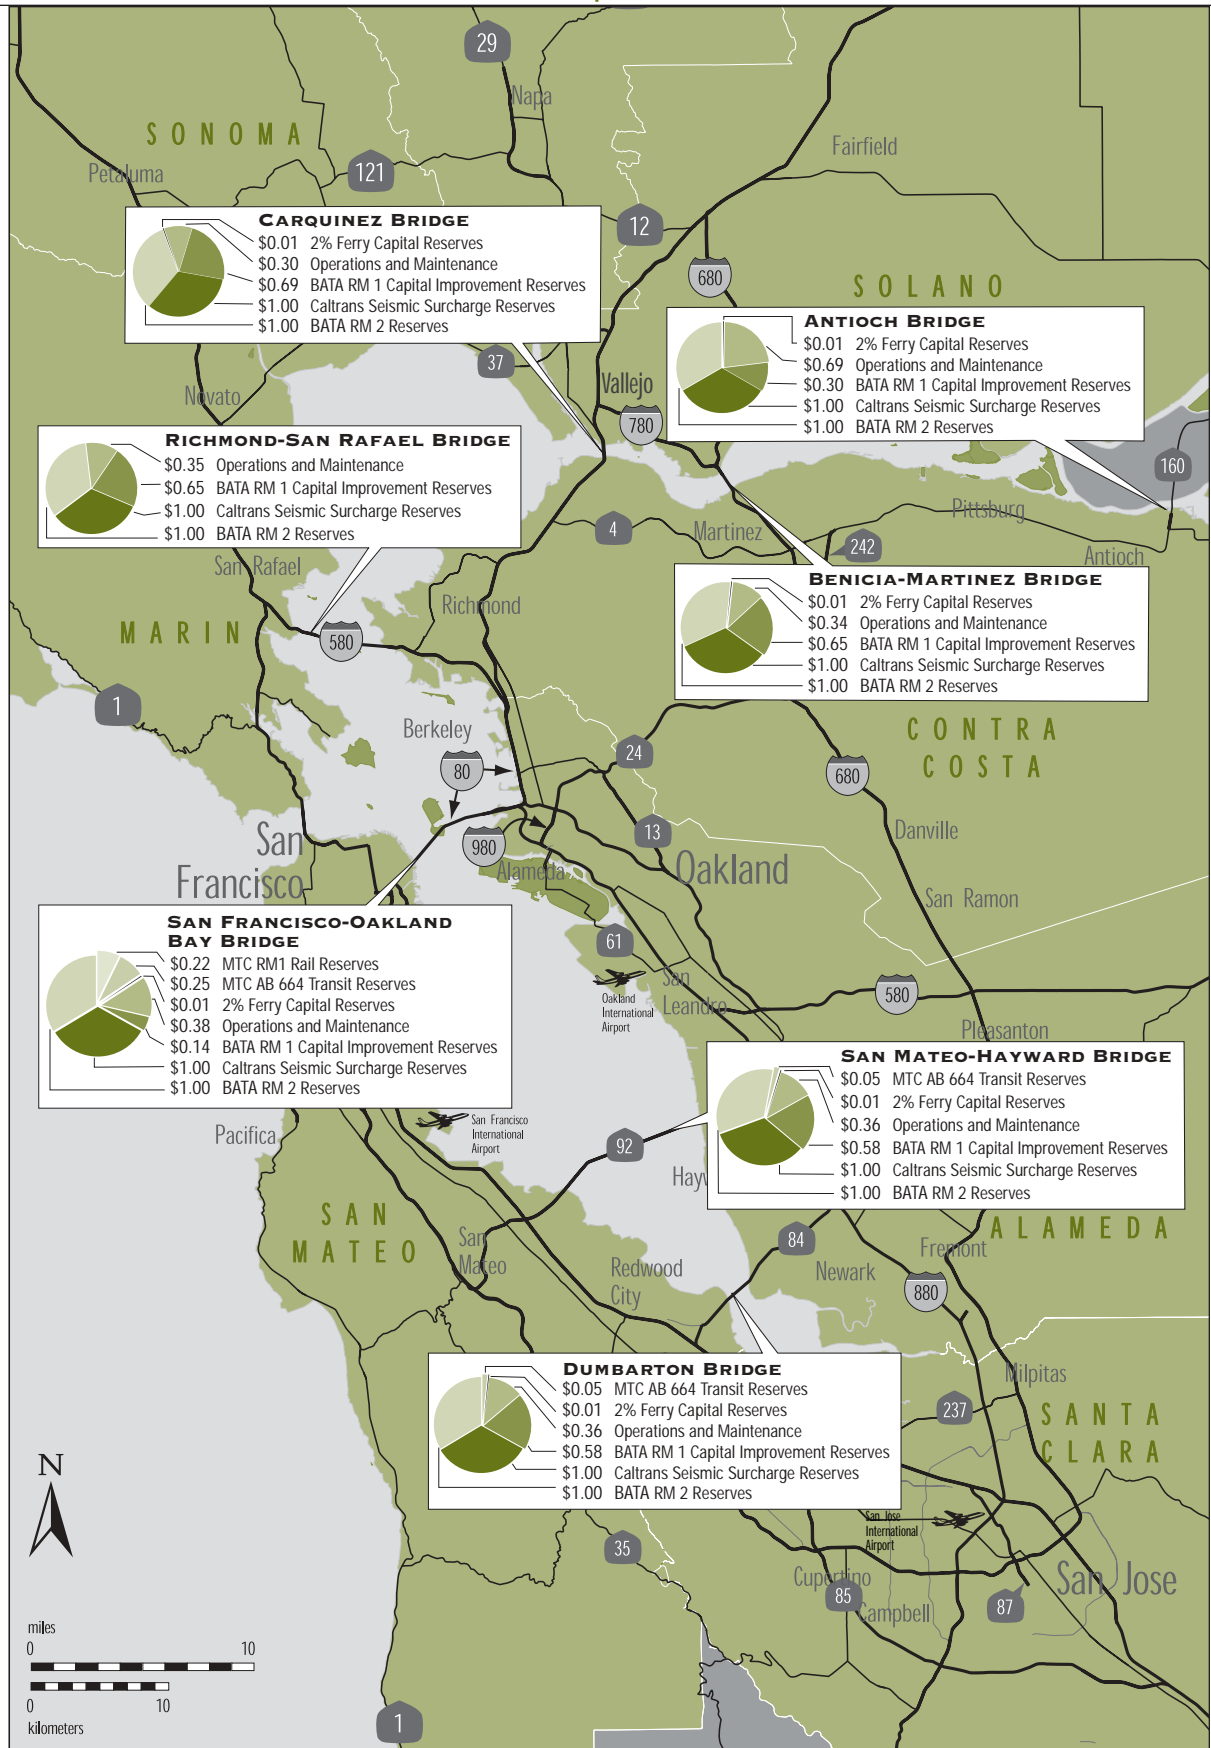 29
Napa
SONOMA
Fairfield
Petaluma
121
12
CARQUINEZ BRIDGE
$0.01 2% Ferry Capital Reserves
$0.30 Operations and Maintenance
$0.69 BATA RM 1 Capital Improvement Reserves
$1.00 Caltrans Seismic Surcharge Reserves
$1.00 BATA RM 2 Reserves
680
SOLANO
ANTIOCH BRIDGE
$0.01 2% Ferry Capital Reserves
$0.69 Operations and Maintenance
$0.30 BATA RM 1 Capital Improvement Reserves
$1.00 Caltrans Seismic Surcharge Reserves
$1.00 BATA RM 2 Reserves
37
Vallejo
Novato
780
160
RICHMOND-SAN RAFAEL BRIDGE
$0.35 Operations and Maintenance
$0.65 BATA RM 1 Capital Improvement Reserves
$1.00 Caltrans Seismic Surcharge Reserves
$1.00 BATA RM 2 Reserves
Pittsburg
4
Martinez
242
Antioch
San Rafael
BENICIA-MARTINEZ BRIDGE
$0.01 2% Ferry Capital Reserves
$0.34 Operations and Maintenance
$0.65 BATA RM 1 Capital Improvement Reserves
$1.00 Caltrans Seismic Surcharge Reserves
$1.00 BATA RM 2 Reserves
Richmond
MARIN
580
1
Berkeley
80
24
CONTRA
COSTA
680
13
Danville
San
Francisco
980
Alameda
Oakland
San Ramon
SAN FRANCISCO-OAKLAND
BAY BRIDGE
$0.22 MTC RM1 Rail Reserves
$0.25 MTC AB 664 Transit Reserves
$0.01 2% Ferry Capital Reserves
$0.38 Operations and Maintenance
$0.14 BATA RM 1 Capital Improvement Reserves
$1.00 Caltrans Seismic Surcharge Reserves
$1.00 BATA RM 2 Reserves
61
Oakland
International
Airport
San
Leandro
580
Pleasanton
SAN MATEO-HAYWARD BRIDGE
$0.05 MTC AB 664 Transit Reserves
$0.01 2% Ferry Capital Reserves
$0.36 Operations and Maintenance
$0.58 BATA RM 1 Capital Improvement Reserves
$1.00 Caltrans Seismic Surcharge Reserves
$1.00 BATA RM 2 Reserves
Pacifica
San Francisco
International
Airport
92
Hayw
SAN
MATEO
San
Mateo
84
ALAMEDA
Fremont
Redwood
City
Newark
880
DUMBARTON BRIDGE
$0.05 MTC AB 664 Transit Reserves
$0.01 2% Ferry Capital Reserves
$0.36 Operations and Maintenance
$0.58 BATA RM 1 Capital Improvement Reserves
$1.00 Caltrans Seismic Surcharge Reserves
$1.00 BATA RM 2 Reserves
Milpitas
237
SANTA
CLARA
N
San Jose
International
Airport
35
Cupertino
85
Campbell
87
San Jose
miles
0 10
0 10
kilometers
1